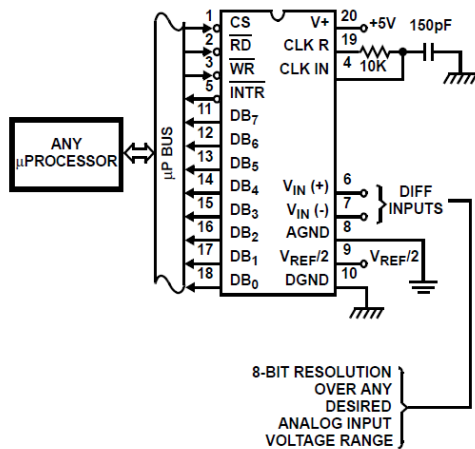 1 CS V+ 20 +5V 150pF
2 RD CLK R 19 10K
3 WR CLK IN 4
5 INTR
11 DB7
12 DB6
13 DB5
14 DB4 VIN (+) 6
15 DB3 VIN (-) 7
16 DB2 AGND 8
17 DB1 VREF/2 9 VREF/2
18 DB0 DGND 10
ANY
µPROCESSOR
µP BUS
DIFF
INPUTS
8-BIT RESOLUTION
OVER ANY
DESIRED
ANALOG INPUT
VOLTAGE RANGE